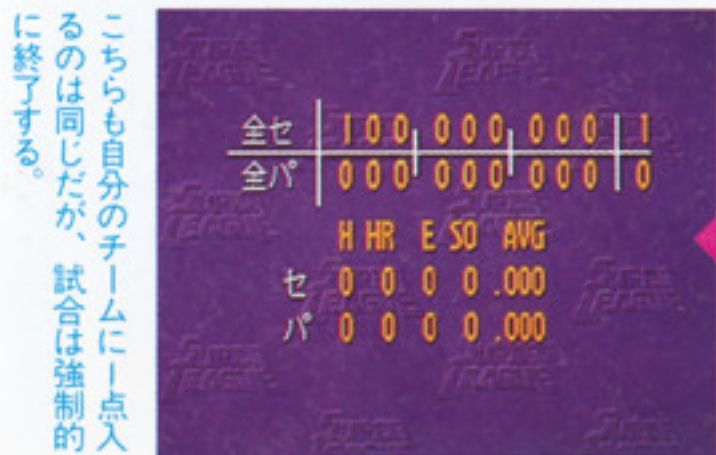 こちらも自分のチームに1点入
るのは同じだが、試合は強制的
に終了する。
SUPER LEAGUE
全セ 100 000 000 1
全パ 000 000 000 0
H HR E SO AVG
セ 0 0 0 0 .000
パ 0 0 0 0 .000